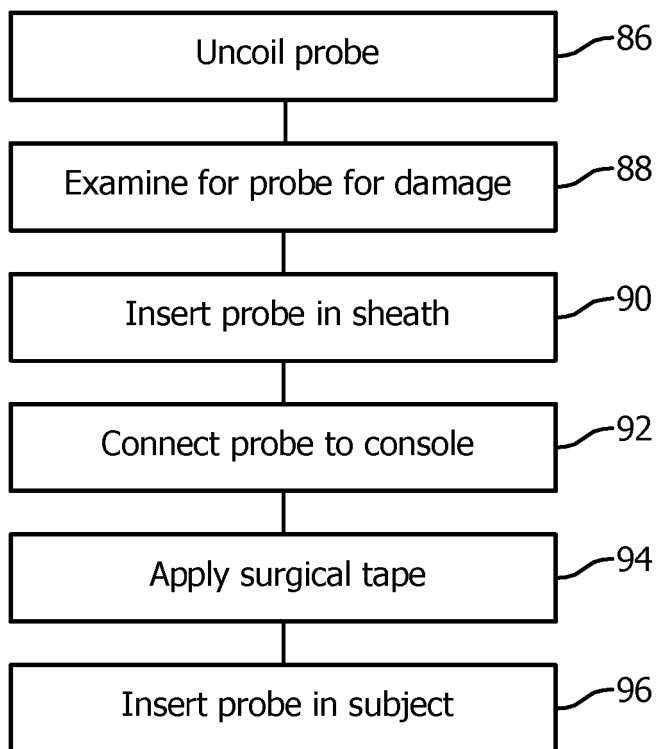 Uncoil probe 86
Examine for probe for damage 88
Insert probe in sheath 90
Connect probe to console 92
Apply surgical tape 94
Insert probe in subject 96